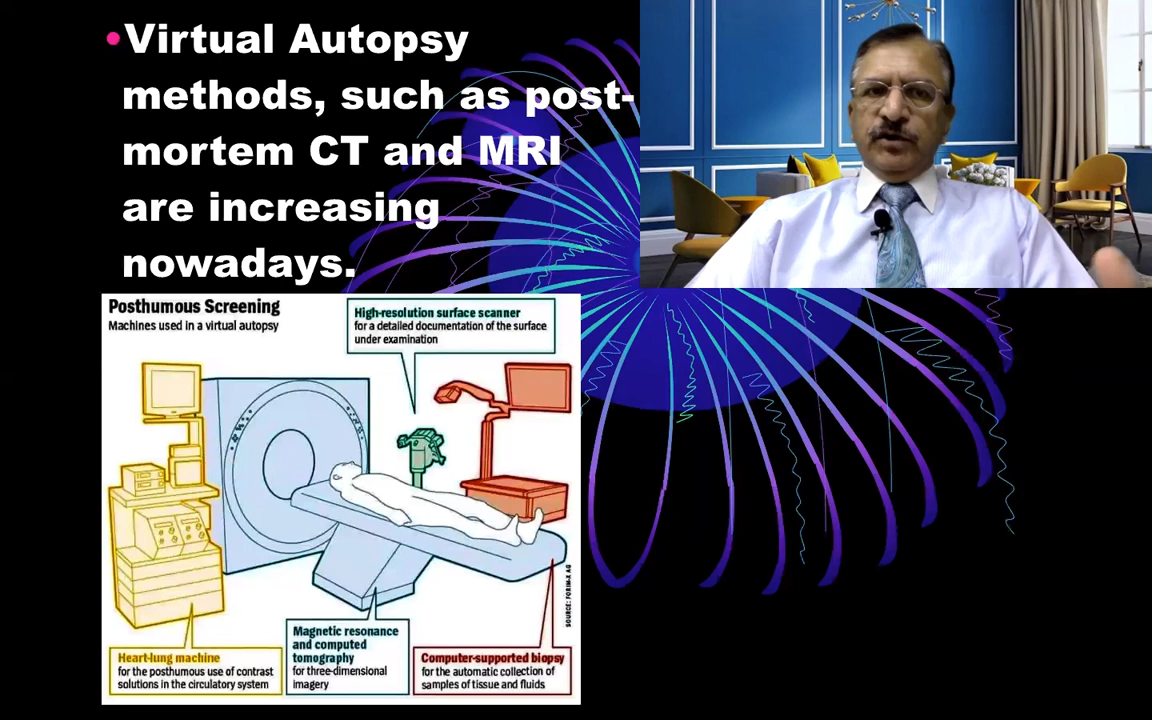 •Virtual Autopsy
methods, such as post-
mortem CT and MRI
are increasing
nowadays.
Posthumous Screening
Machines used in a virtual autopsy
High-resolution surface scanner
for a detailed documentation of the surface
under examination
Heart-lung machine
for the posthumous use of contrast
solutions in the circulatory system
Magnetic resonance
and computed
tomography
for three-dimensional
imagery
Computer-supported biopsy
for the automatic collection of
samples of tissue and fluids
SOURCE: FORIM-X AG